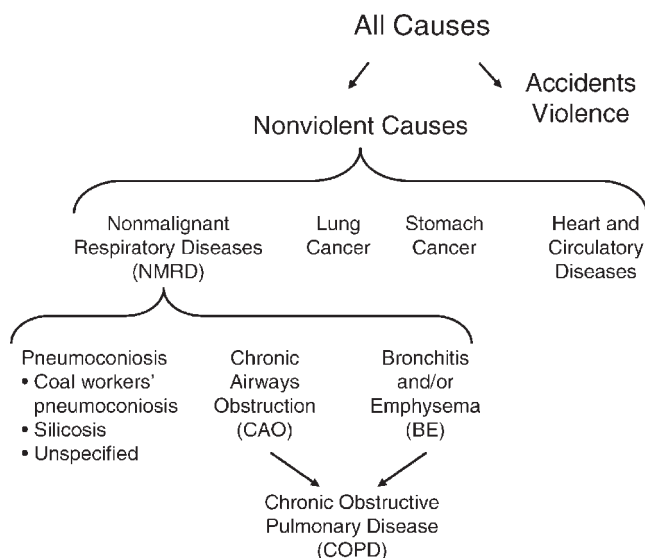 All Causes
Accidents
Violence
Nonviolent Causes
Nonmalignant
Respiratory Diseases
(NMRD)
Lung
Cancer
Stomach
Cancer
Heart and
Circulatory
Diseases
Pneumoconiosis
• Coal workers’
pneumoconiosis
• Silicosis
• Unspecified
Chronic
Airways
Obstruction
(CAO)
Bronchitis
and/or
Emphysema
(BE)
Chronic Obstructive
Pulmonary Disease
(COPD)